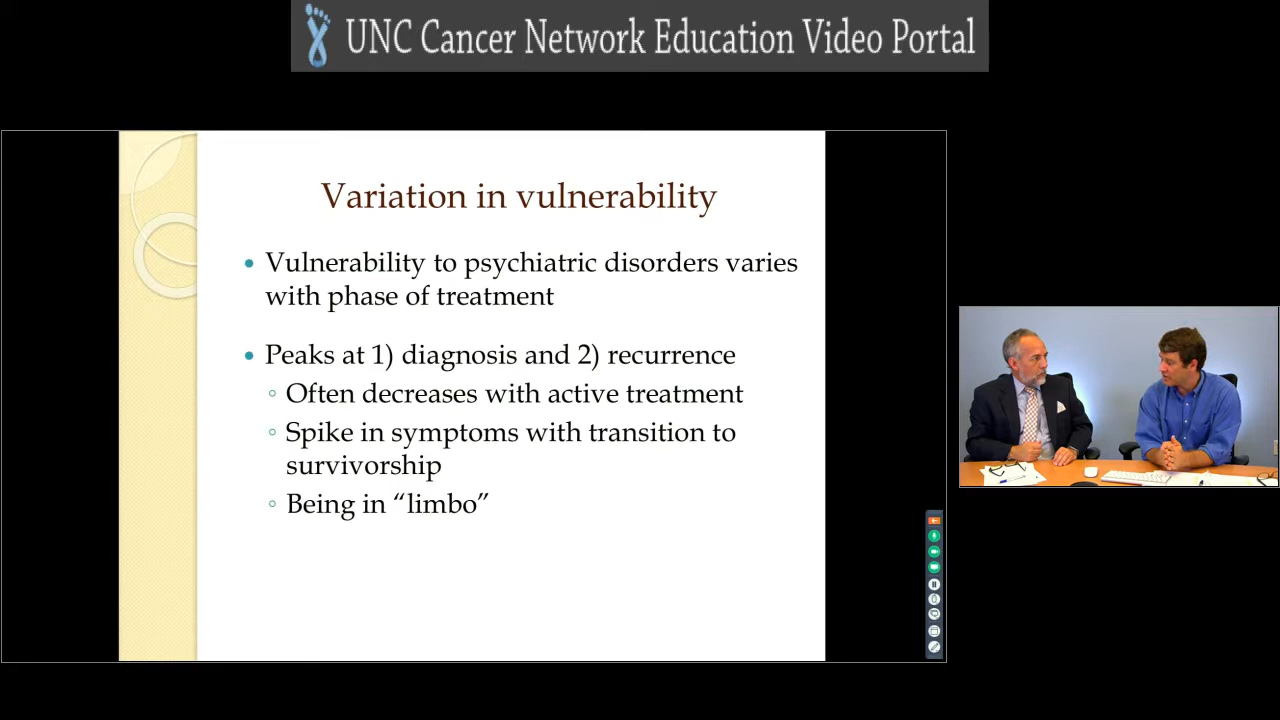 UNC Cancer Network Education Video Portal
Variation in vulnerability
• Vulnerability to psychiatric disorders varies
with phase of treatment
• Peaks at 1) diagnosis and 2) recurrence
◦ Often decreases with active treatment
◦ Spike in symptoms with transition to
survivorship
◦ Being in “limbo”